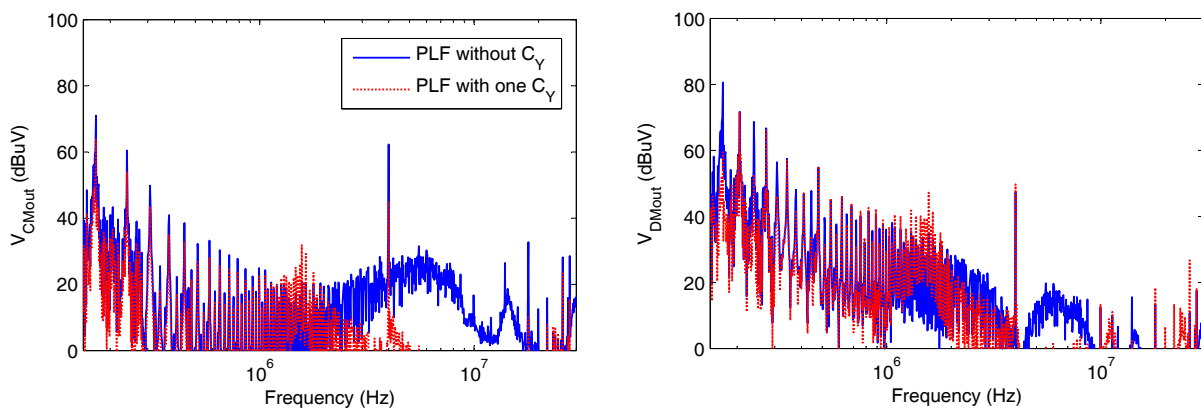 100
80
60
40
20
0
V_CMout (dBuV)
PLF without C_Y
PLF with one C_Y
10^6
10^7
Frequency (Hz)
100
80
60
40
20
0
V_DMout (dBuV)
10^6
10^7
Frequency (Hz)